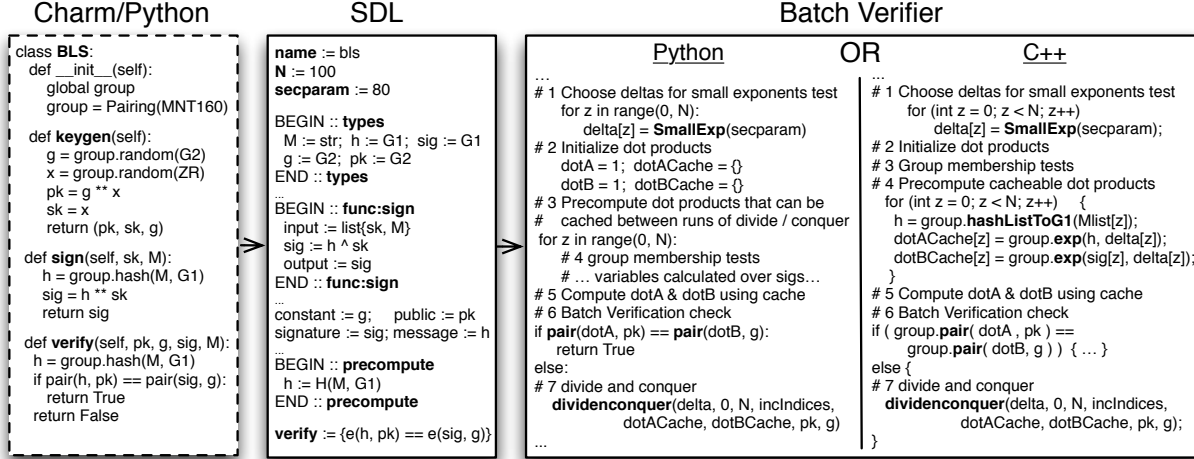 Charm/Python
class BLS:
def __init__(self):
global group
group = Pairing(MNT160)
def keygen(self):
g = group.random(G2)
x = group.random(ZR)
pk = g ** x
sk = x
return (pk, sk, g)
def sign(self, sk, M):
h = group.hash(M, G1)
sig = h ** sk
return sig
def verify(self, pk, g, sig, M):
h = group.hash(M, G1)
if pair(h, pk) == pair(sig, g):
return True
return False
SDL
name := bls
N := 100
secparam := 80
BEGIN :: types
M := str; h := G1; sig := G1
g := G2; pk := G2
END :: types
...
BEGIN :: func:sign
input := list{sk, M}
sig := h ^ sk
output := sig
END :: func:sign
...
constant := g; public := pk
signature := sig; message := h
...
BEGIN :: precompute
h := H(M, G1)
END :: precompute
verify := {e(h, pk) == e(sig, g)}
Batch Verifier
Python
...
# 1 Choose deltas for small exponents test
for z in range(0, N):
delta[z] = SmallExp(secparam)
# 2 Initialize dot products
dotA = 1; dotACache = {}
dotB = 1; dotBCache = {}
# 3 Precompute dot products that can be
# cached between runs of divide / conquer
for z in range(0, N):
# 4 group membership tests
# … variables calculated over sigs…
# 5 Compute dotA & dotB using cache
# 6 Batch Verification check
if pair(dotA, pk) == pair(dotB, g):
return True
else:
# 7 divide and conquer
dividenconquer(delta, 0, N, incIndices,
dotACache, dotBCache, pk, g)
...
OR
C++
...
# 1 Choose deltas for small exponents test
for (int z = 0; z < N; z++)
delta[z] = SmallExp(secparam);
# 2 Initialize dot products
# 3 Group membership tests
# 4 Precompute cacheable dot products
for (int z = 0; z < N; z++) {
h = group.hashListToG1(Mlist[z]);
dotACache[z] = group.exp(h, delta[z]);
dotBCache[z] = group.exp(sig[z], delta[z]);
}
# 5 Compute dotA & dotB using cache
# 6 Batch Verification check
if ( group.pair( dotA , pk ) ==
group.pair( dotB, g ) ) { … }
else {
# 7 divide and conquer
dividenconquer(delta, 0, N, incIndices,
dotACache, dotBCache, pk, g);
}